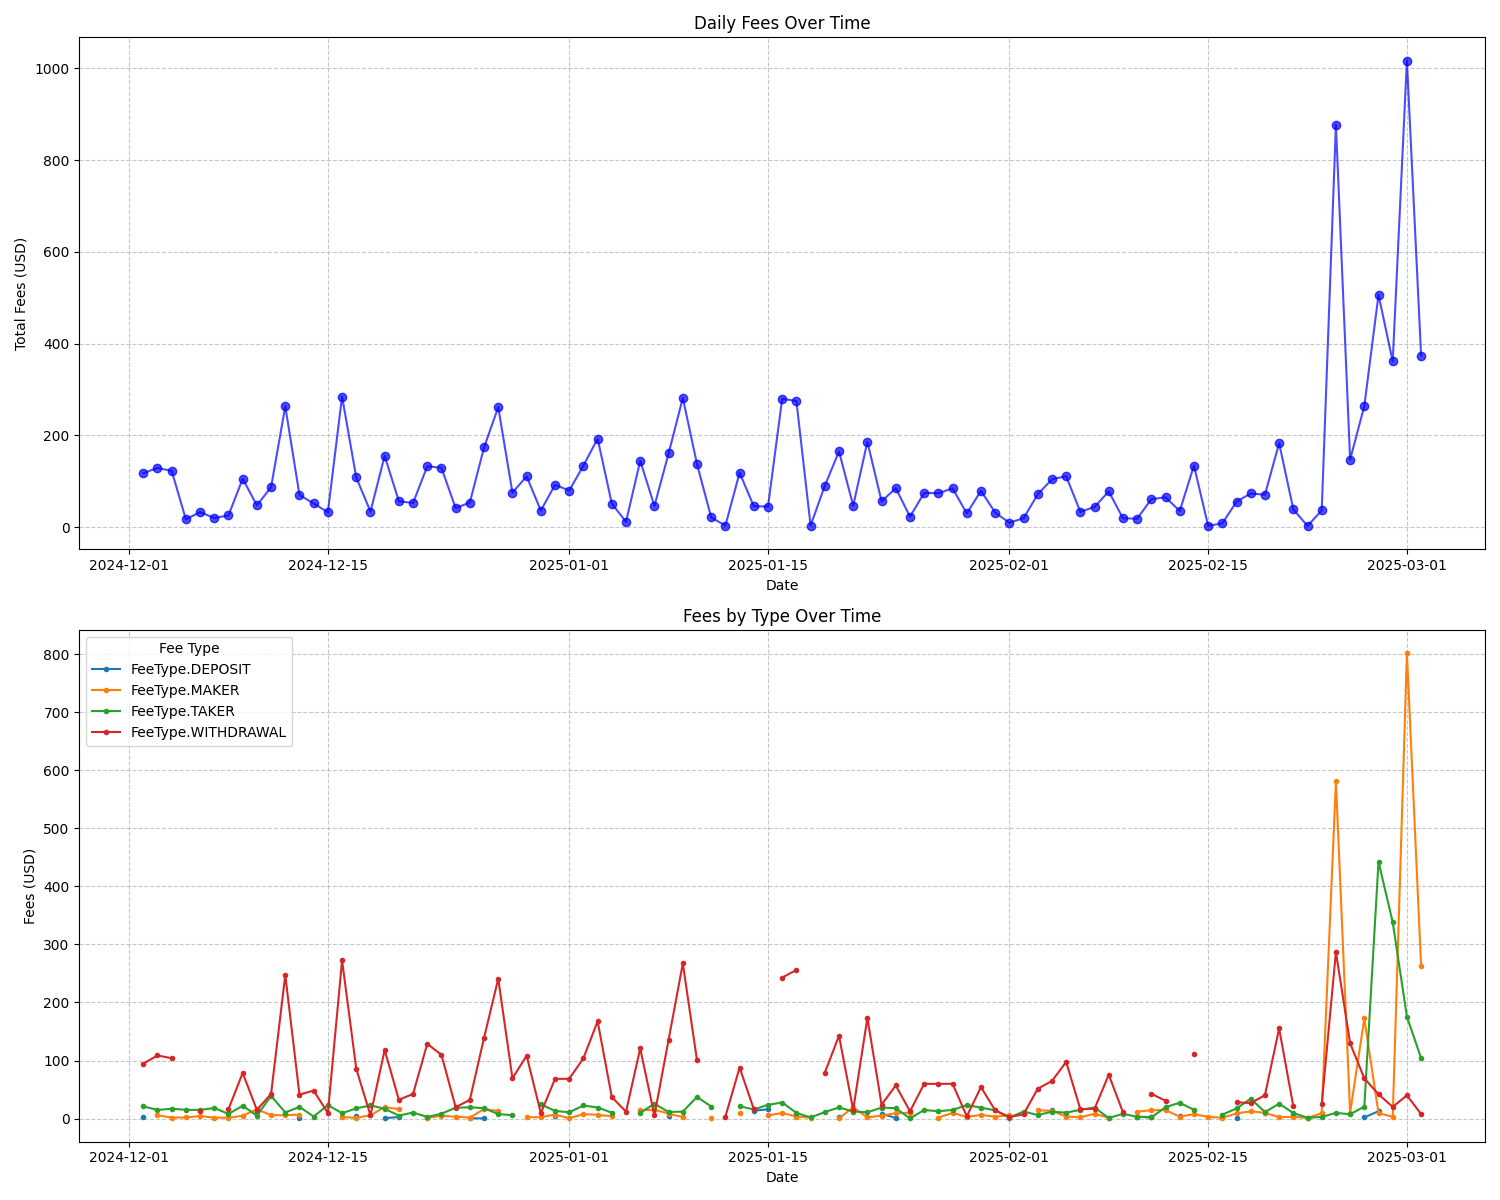 Daily Fees Over Time
1000
800
600
400
200
0
Total Fees (USD)
2024-12-01 2024-12-15 2025-01-01 2025-01-15 2025-02-01 2025-02-15 2025-03-01
Date
Fees by Type Over Time
Fee Type
FeeType.DEPOSIT
FeeType.MAKER
FeeType.TAKER
FeeType.WITHDRAWAL
800
700
600
500
400
300
200
100
0
Fees (USD)
2024-12-01 2024-12-15 2025-01-01 2025-01-15 2025-02-01 2025-02-15 2025-03-01
Date